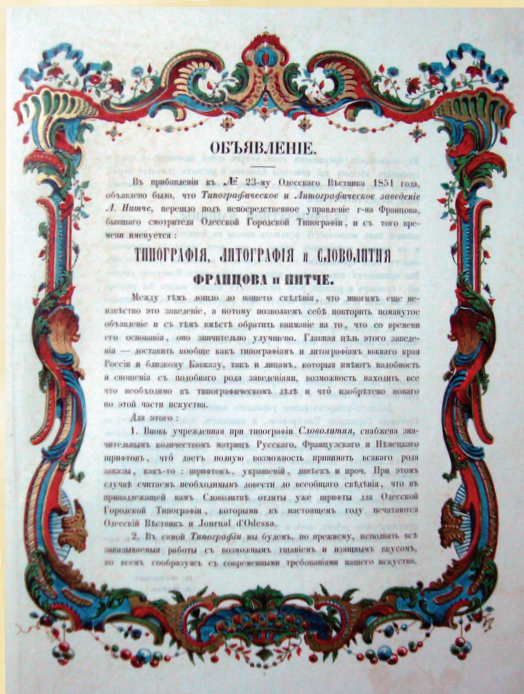 ОБЪЯВЛЕНІЕ.
Въ прибавленіи къ № 23-му Одесскаго Вѣстника 1851 года,
объявлено было, что Типографическое и Литографическое заведеніе
Л. Нитче, перешло подъ непосредственное управленіе г-на Францова,
бывшаго смотрителя Одесской Городской Типографіи, и съ того вре-
мени именуется:
ТИПОГРАФІЯ, ЛИТОГРАФІЯ и СЛОВОЛИТНЯ
ФРАНЦОВА и НИТЧЕ.
Между тѣмъ дошло до нашего свѣдѣнія, что многимъ еще не-
извѣстно это заведеніе, а потому позволяемъ себѣ повторить помянутое
объявленіе и съ тѣмъ вмѣстѣ обратить вниманіе на то, что со времени
его основанія, оно значительно улучшено. Главная цѣль этого заведе-
нія — доставить вообще какъ типографіямъ и литографіямъ южнаго края
Россіи и близкому Кавказу, такъ и лицамъ, которыя имѣютъ надобность
и сношенія съ подобнаго рода заведеніями, возможность находить все
что необходимо въ типографическомъ дѣлѣ и что́ изобрѣтено новаго
по этой части искуства.
Для этого:
1. Вновь учрежденная при типографіи Словолитня, снабжена зна-
чительнымъ количествомъ матрицъ Русскаго, Французскаго и Нѣмецкаго
шрифтовъ, что́ даетъ полную возможность принимать всякаго рода
заказы, какъ-то: шрифтовъ, украшеній, линѣекъ и проч. При этомъ
случаѣ считаемъ необходимымъ довести до всеобщаго свѣдѣнія, что въ
принадлежащей намъ Словолитнѣ отлиты уже шрифты для Одесской
Городской Типографіи, которыми въ настоящемъ году печатаются
Одесскій Вѣстникъ и Journal d'Odessa.
2. Въ самой Типографіи мы будемъ, по прежнему, исполнять всѣ
заказываемыя работы съ возможнымъ тщаніемъ и изящнымъ вкусомъ,
во всемъ сообразуясь съ современными требованіями нашего искуства,